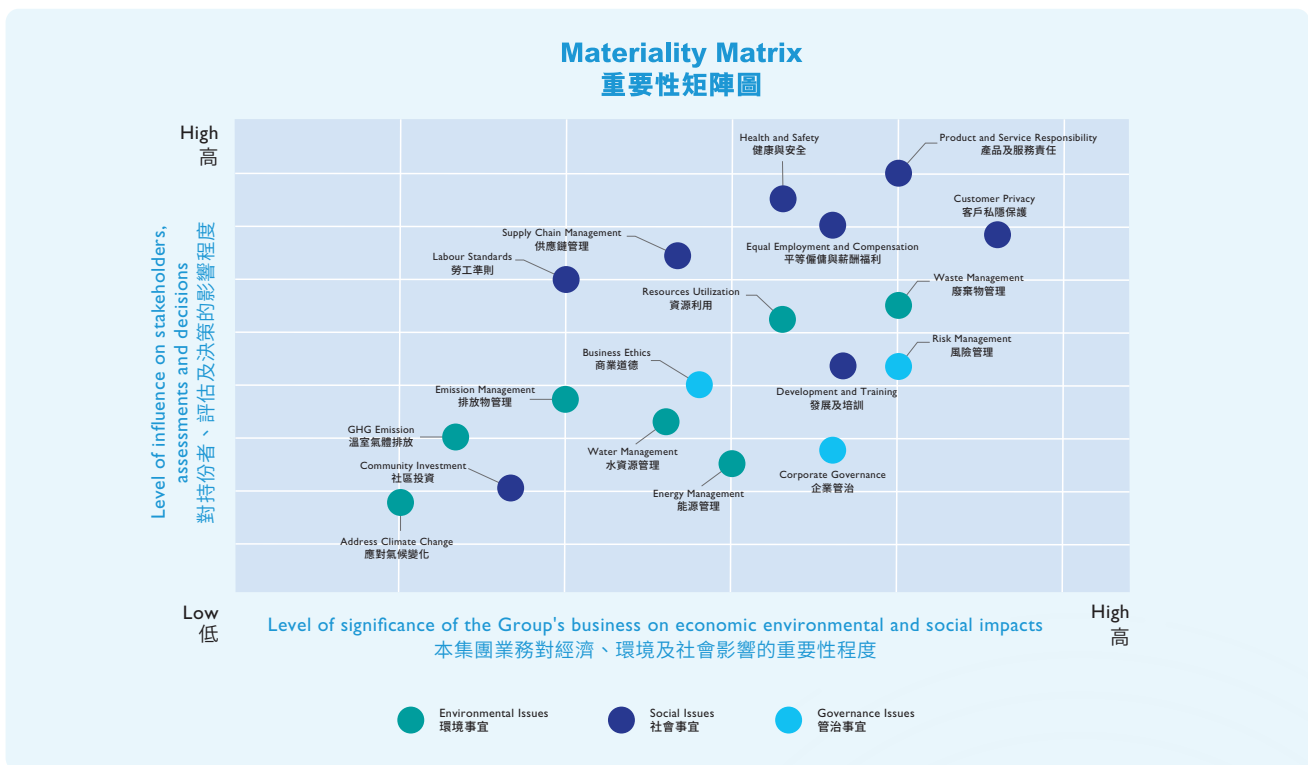 Materiality Matrix
重要性矩陣圖
High
高
Level of influence on stakeholders,
assessments and decisions
對持份者、評估及決策的影響程度
Health and Safety
健康與安全
Product and Service Responsibility
產品及服務責任
Customer Privacy
客戶私隱保護
Supply Chain Management
供應鏈管理
Equal Employment and Compensation
平等僱傭與薪酬福利
Labour Standards
勞工準則
Waste Management
廢棄物管理
Resources Utilization
資源利用
Risk Management
風險管理
Business Ethics
商業道德
Development and Training
發展及培訓
Emission Management
排放物管理
GHG Emission
溫室氣體排放
Water Management
水資源管理
Community Investment
社區投資
Corporate Governance
企業管治
Energy Management
能源管理
Address Climate Change
應對氣候變化
Low
低
High
高
Level of significance of the Group's business on economic environmental and social impacts
本集團業務對經濟、環境及社會影響的重要性程度
Environmental Issues
環境事宜
Social Issues
社會事宜
Governance Issues
管治事宜